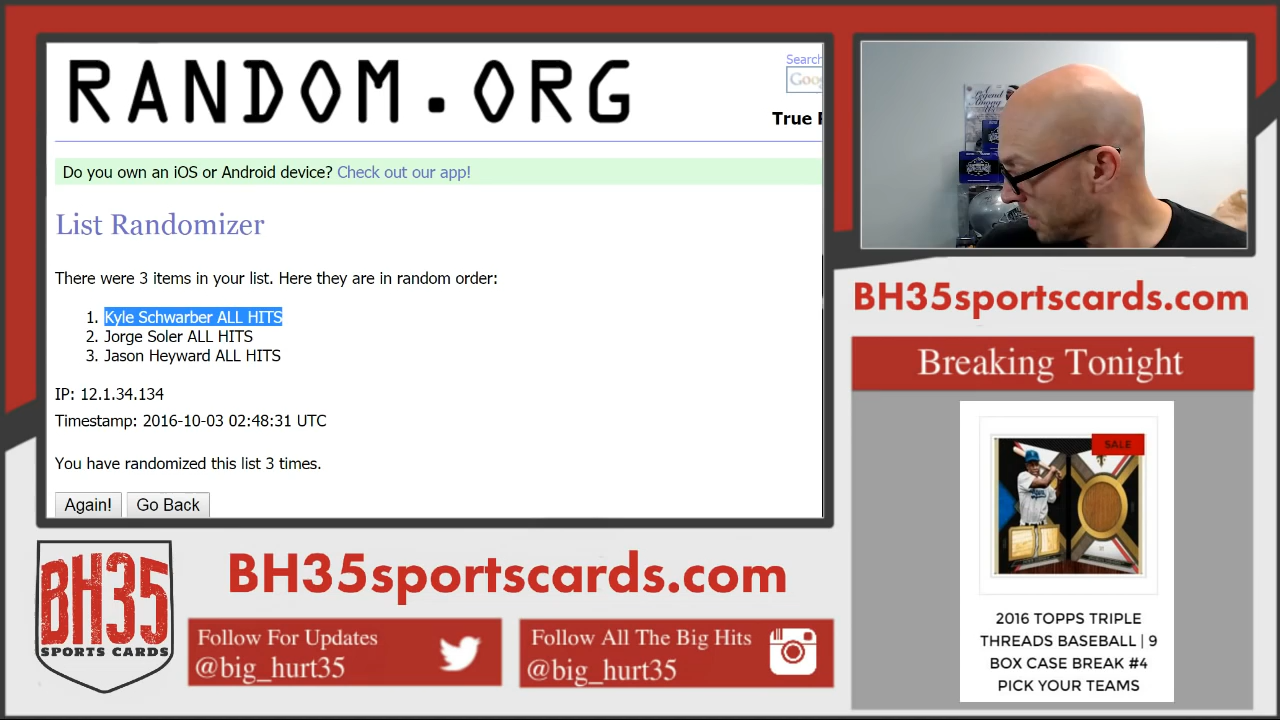 RANDOM.ORG
Search
Goo
True
Do you own an iOS or Android device? Check out our app!
List Randomizer
There were 3 items in your list. Here they are in random order:
1. Kyle Schwarber ALL HITS
2. Jorge Soler ALL HITS
3. Jason Heyward ALL HITS
IP: 12.1.34.134
Timestamp: 2016-10-03 02:48:31 UTC
You have randomized this list 3 times.
Again! Go Back
BH35sportscards.com
Breaking Tonight
SALE
2016 TOPPS TRIPLE
THREADS BASEBALL | 9
BOX CASE BREAK #4
PICK YOUR TEAMS
BH35
SPORTS CARDS
BH35sportscards.com
Follow For Updates
@big_hurt35
Follow All The Big Hits
@big_hurt35